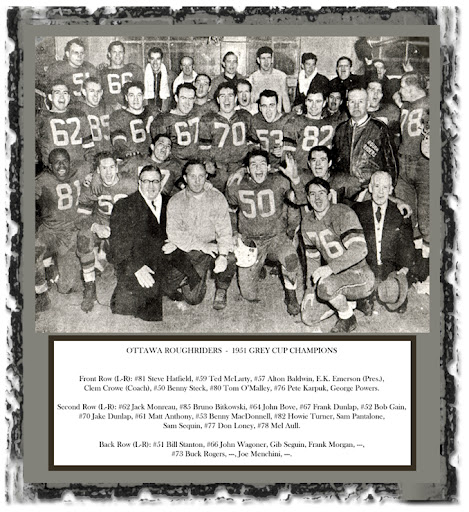 51
66
62
85
64
67
70
53
82
78
81
59
50
76
OTTAWA ROUGHRIDERS - 1951 GREY CUP CHAMPIONS
Front Row (L-R): #81 Steve Hatfield, #59 Ted McLarty, #57 Alton Baldwin, E.K. Emerson (Pres.),
Clem Crowe (Coach), #50 Benny Steck, #80 Tom O'Malley, #76 Pete Karpuk, George Powers.
Second Row (L-R): #62 Jack Monreau, #85 Bruno Bitkowski, #64 John Bove, #67 Frank Dunlap, #52 Bob Gain,
#70 Jake Dunlap, #61 Matt Anthony, #53 Benny MacDonnell, #82 Howie Turner, Sam Pantalone,
Sam Sequin, #77 Don Loney, #78 Mel Aull.
Back Row (L-R): #51 Bill Stanton, #66 John Wagoner, Gib Seguin, Frank Morgan, ---,
#73 Buck Rogers, ---, Joe Menchini, ---.